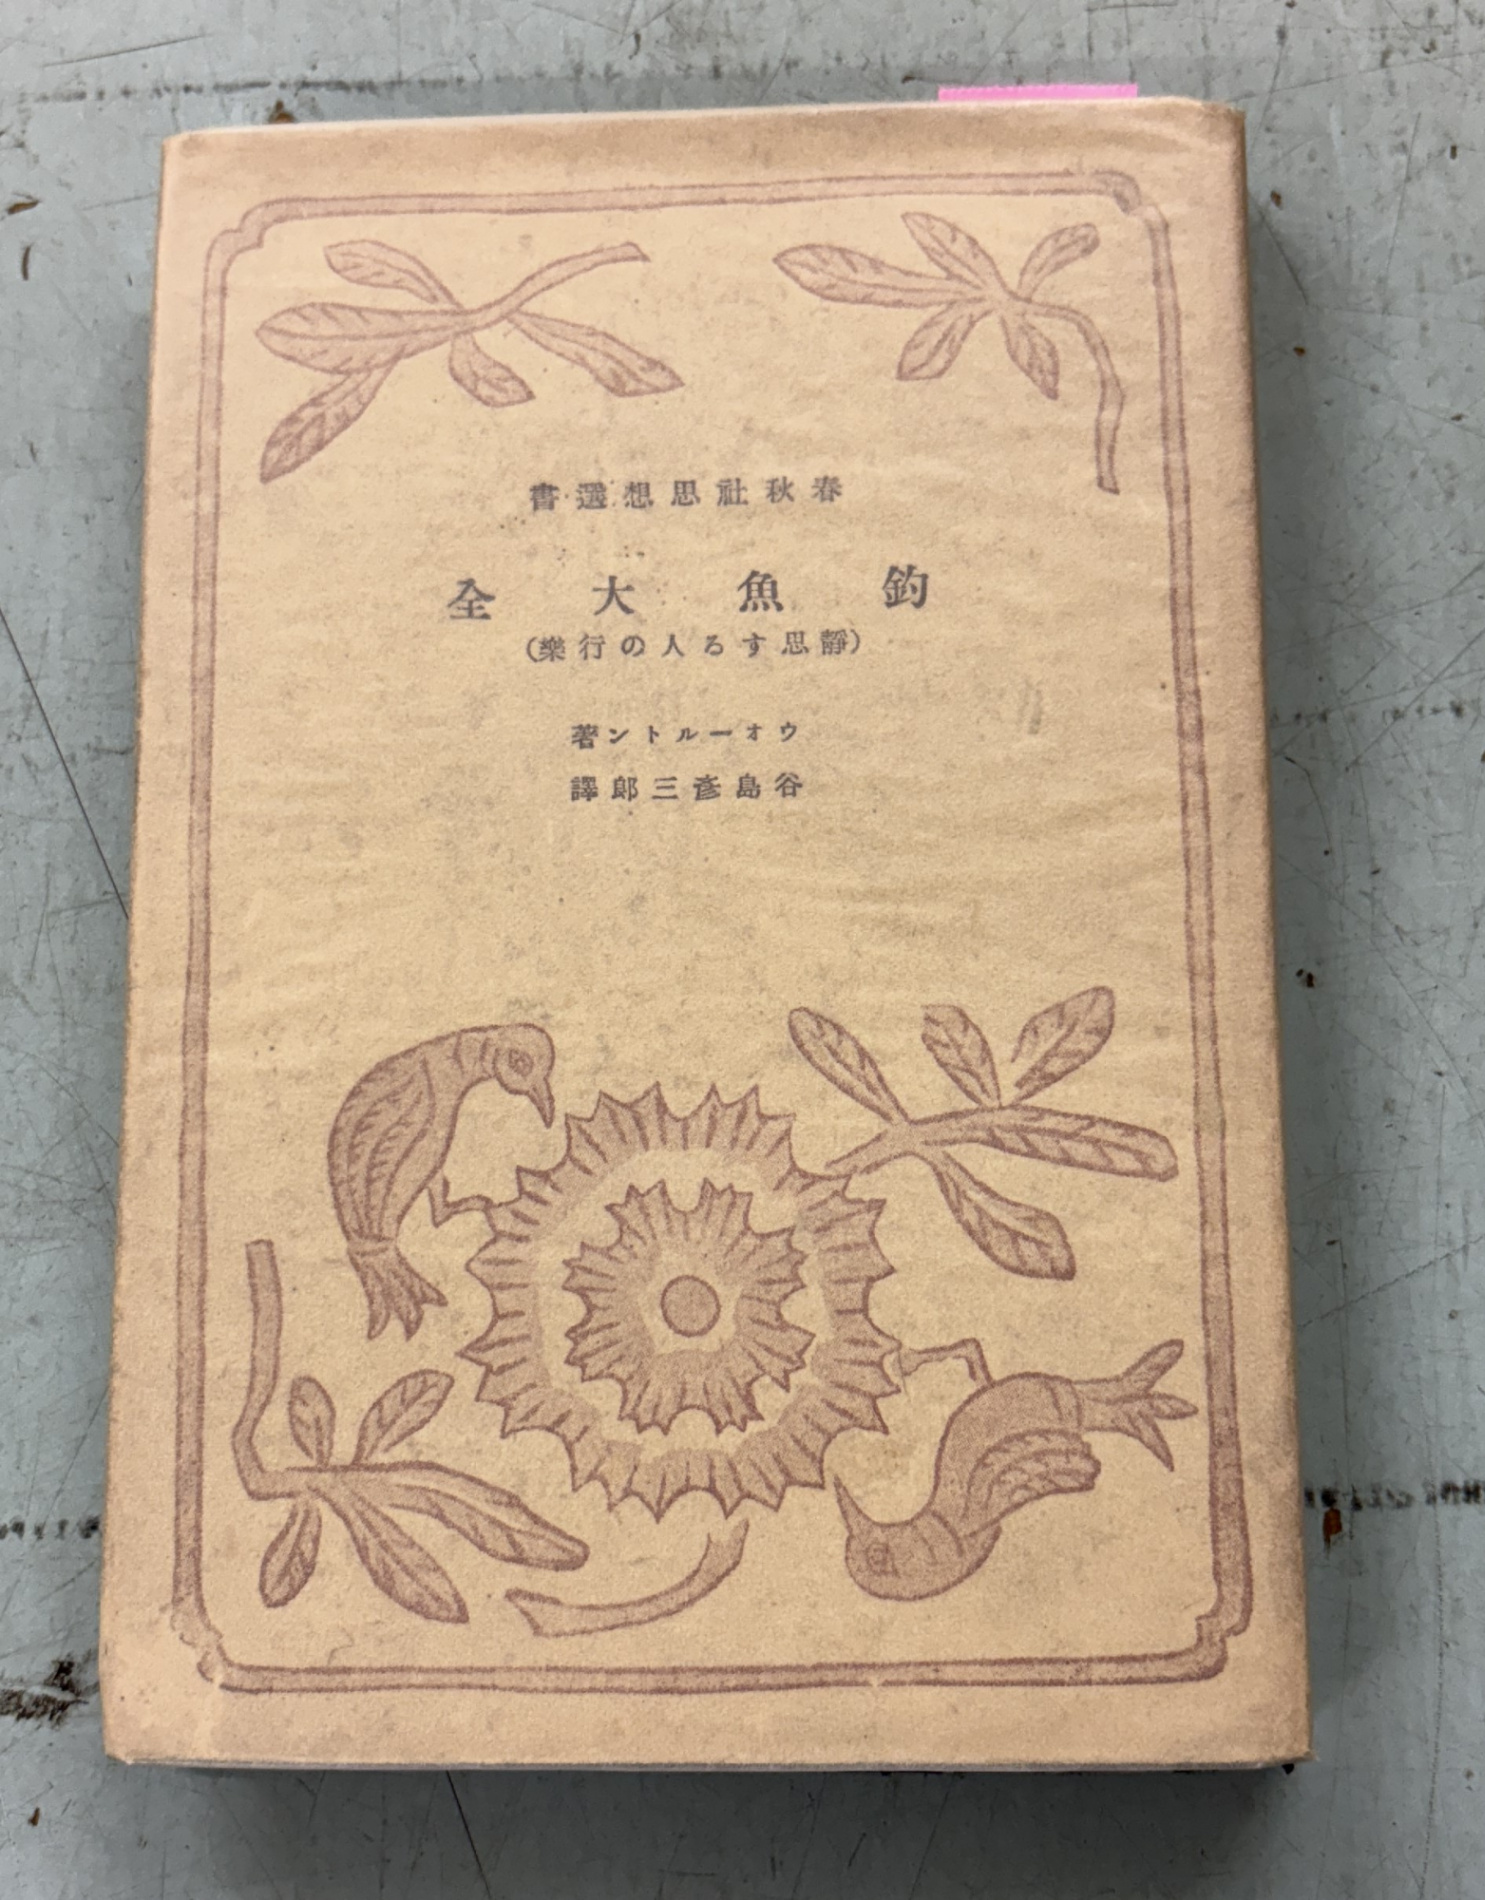 春秋社思想選書
釣魚大全
(靜思する人の行樂)
ウオールトン著
谷島彥三郎譯